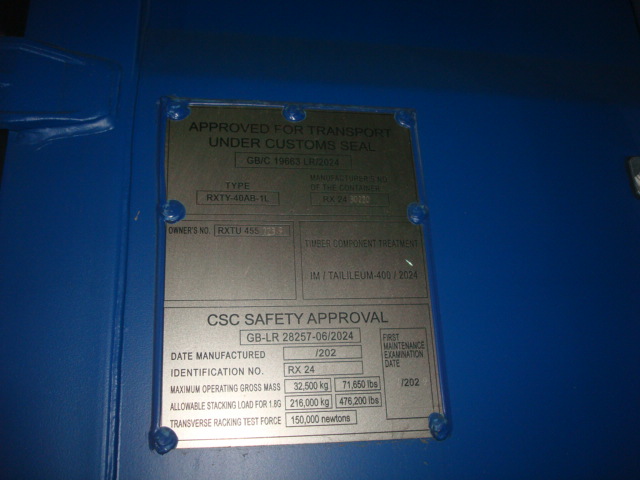 APPROVED FOR TRANSPORT
UNDER CUSTOMS SEAL
GB/C 19663 LR/2024
TYPE
RXTY-40AB-1L
MANUFACTURER'S NO.
OF THE CONTAINER
RX 24
OWNER'S NO. RXTU 455
TIMBER COMPONENT TREATMENT
IM / TAILILEUM-400 / 2024
CSC SAFETY APPROVAL
GB-LR 28257-06/2024
DATE MANUFACTURED /202
IDENTIFICATION NO. RX 24
MAXIMUM OPERATING GROSS MASS 32,500 kg 71,650 lbs
ALLOWABLE STACKING LOAD FOR 1.8G 216,000 kg 476,200 lbs
TRANSVERSE RACKING TEST FORCE 150,000 newtons
FIRST
MAINTENANCE
EXAMINATION
DATE
/202